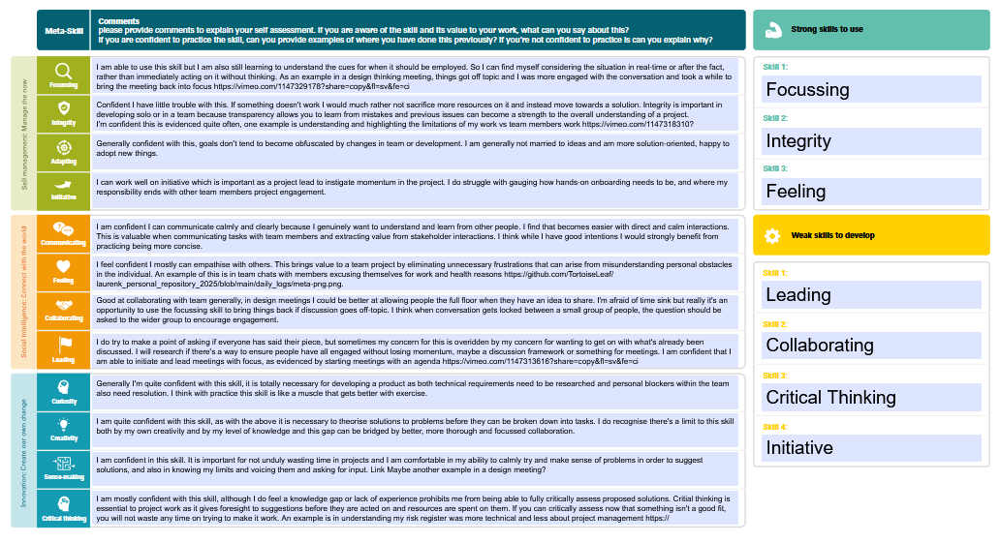 Meta-Skill
Comments
please provide comments to explain your self assessment. If you are aware of the skill and its value to your work, what can you say about this?
If you are confident to practice the skill, can you provide examples of where you have done this previously? If you're not confident to practice is can you explain why?
Self management: Manage the now
Focussing
I am able to use this skill but I am also still learning to understand the cues for when it should be employed. So I can find myself considering the situation in real-time or after the fact,
rather than immediately acting on it without thinking. As an example in a design thinking meeting, things got off topic and I was more engaged with the conversation and took a while to
bring the meeting back into focus https://vimeo.com/1147329178?share=copy&fl=sv&fe=ci
Integrity
Confident I have little trouble with this. If something doesn't work I would much rather not sacrifice more resources on it and instead move towards a solution. Integrity is important in
developing solo or in a team because transparency allows you to learn from mistakes and previous issues can become a strength to the overall understanding of a project.
I'm confident this is evidenced quite often, one example is understanding and highlighting the limitations of my work vs team members work https://vimeo.com/1147318310?
Adapting
Generally confident with this, goals don't tend to become obfuscated by changes in team or development. I am generally not married to ideas and am more solution-oriented, happy to
adopt new things.
Initiative
I can work well on initiative which is important as a project lead to instigate momentum in the project. I do struggle with gauging how hands-on onboarding needs to be, and where my
responsibility ends with other team members project engagement.
Social Intelligence: Connect with the world
Communicating
I am confident I can communicate calmly and clearly because I genuinely want to understand and learn from other people. I find that becomes easier with direct and calm interactions.
This is valuable when communicating tasks with team members and extracting value from stakeholder interactions. I think while I have good intentions I would strongly benefit from
practicing being more concise.
Feeling
I feel confident I mostly can empathise with others. This brings value to a team project by eliminating unnecessary frustrations that can arise from misunderstanding personal obstacles
in the individual. An example of this is in team chats with members excusing themselves for work and health reasons https://github.com/TortoiseLeaf/
laurenk_personal_repository_2025/blob/main/daily_logs/meta-png.png.
Collaborating
Good at collaborating with team generally, in design meetings I could be better at allowing people the full floor when they have an idea to share. I'm afraid of time sink but really it's an
opportunity to use the focussing skill to bring things back if discussion goes off-topic. I think when conversation gets locked between a small group of people, the question should be
asked to the wider group to encourage engagement.
Leading
I do try to make a point of asking if everyone has said their piece, but sometimes my concern for this is overidden by my concern for wanting to get on with what's already been
discussed. I will research if there's a way to ensure people have all engaged without losing momentum, maybe a discussion framework or something for meetings. I am confident that I
am able to initiate and lead meetings with focus, as evidenced by starting meetings with an agenda https://vimeo.com/1147313616?share=copy&fl=sv&fe=ci
Innovation: Create our own change
Curiosity
Generally I'm quite confident with this skill, it is totally necessary for developing a product as both technical requirements need to be researched and personal blockers within the team
also need resolution. I think with practice this skill is like a muscle that gets better with exercise.
Creativity
I am quite confident with this skill, as with the above it is necessary to theorise solutions to problems before they can be broken down into tasks. I do recognise there's a limit to this skill
both by my own creativity and by my level of knowledge and this gap can be bridged by better, more thorough and focussed collaboration.
Sense-making
I am confident in this skill. It is important for not unduly wasting time in projects and I am comfortable in my ability to calmly try and make sense of problems in order to suggest
solutions, and also in knowing my limits and voicing them and asking for input. Link Maybe another example in a design meeting?
Critical thinking
I am mostly confident with this skill, although I do feel a knowledge gap or lack of experience prohibits me from being able to fully critically assess proposed solutions. Critial thinking is
essential to project work as it gives foresight to suggestions before they are acted on and resources are spent on them. If you can critically assess now that something isn't a good fit,
you will not waste any time on trying to make it work. An example is in understanding my risk register was more technical and less about project management https://
Strong skills to use
Skill 1:
Focussing
Skill 2:
Integrity
Skill 3:
Feeling
Weak skills to develop
Skill 1:
Leading
Skill 2:
Collaborating
Skill 3:
Critical Thinking
Skill 4:
Initiative